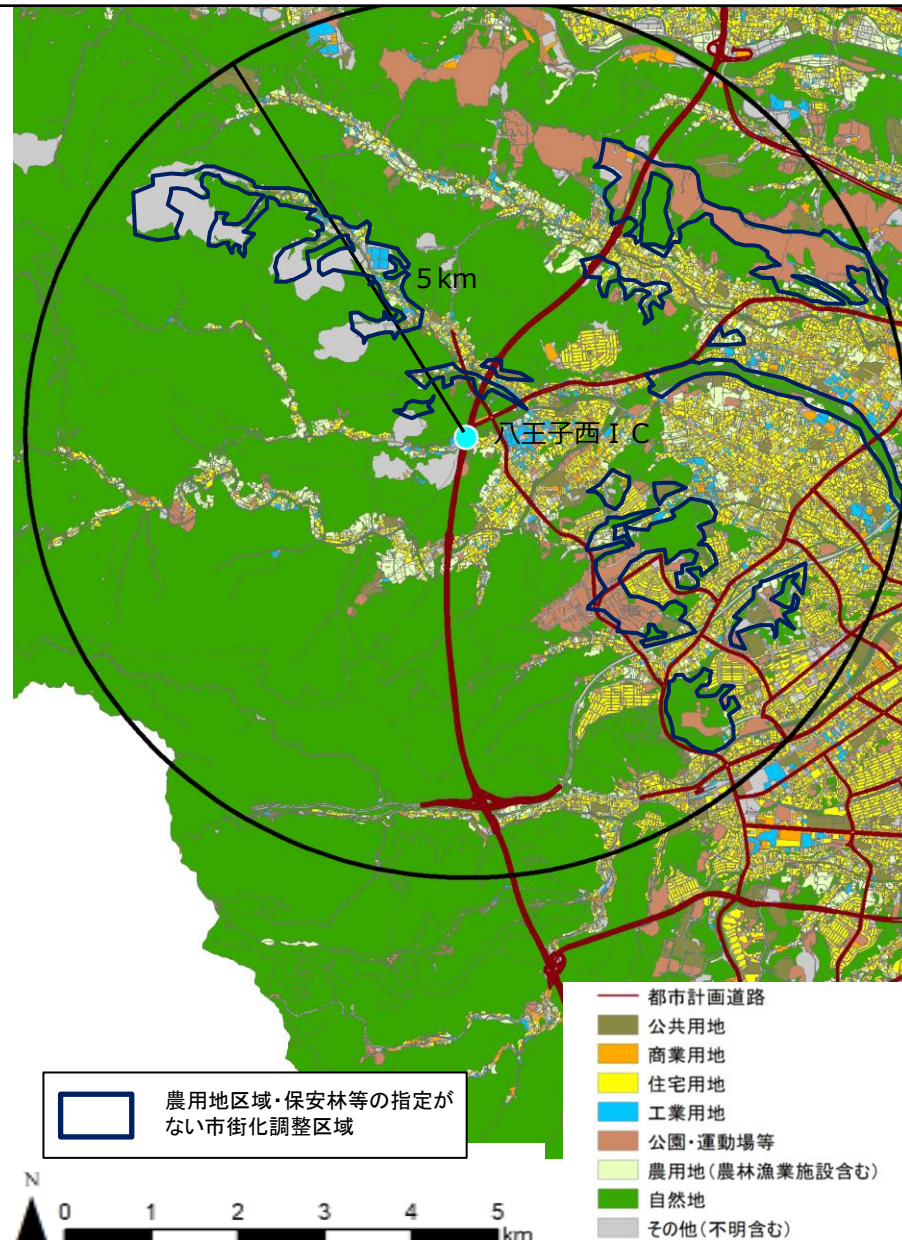 5 km
八王子西ＩＣ
都市計画道路
公共用地
商業用地
住宅用地
工業用地
公園・運動場等
農用地(農林漁業施設含む)
自然地
その他(不明含む)
農用地区域・保安林等の指定が
ない市街化調整区域
N
0 1 2 3 4 5
km